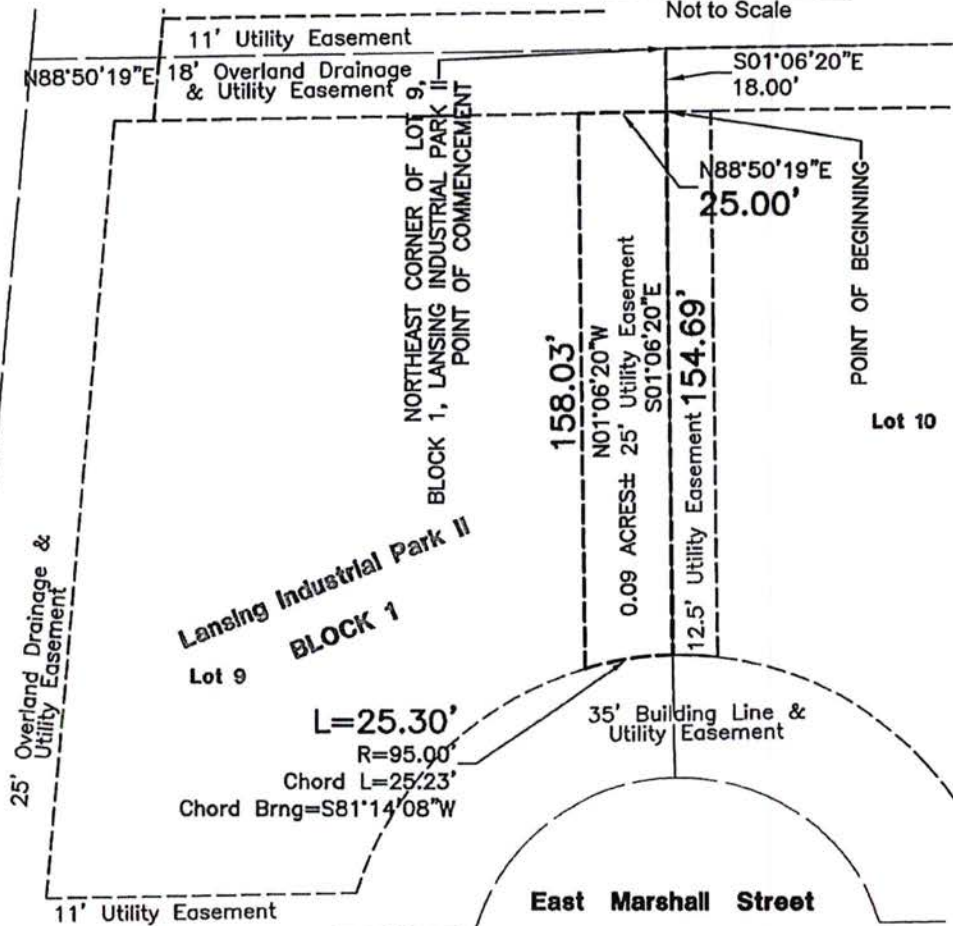 Not to Scale
11' Utility Easement
N88°50'19"E
18' Overland Drainage
& Utility Easement
S01°06'20"E
18.00'
N88°50'19"E
25.00'
NORTHEAST CORNER OF LOT 9,
BLOCK 1, LANSING INDUSTRIAL PARK II
POINT OF COMMENCEMENT
158.03'
N01°06'20"W
0.09 ACRES± 25' Utility Easement
S01°06'20"E
154.69'
12.5' Utility Easement
POINT OF BEGINNING
Lot 10
25' Overland Drainage &
Utility Easement
Lansing Industrial Park II
BLOCK 1
Lot 9
L=25.30'
R=95.00'
Chord L=25.23'
Chord Brng=S81°14'08"W
35' Building Line &
Utility Easement
11' Utility Easement
East Marshall Street